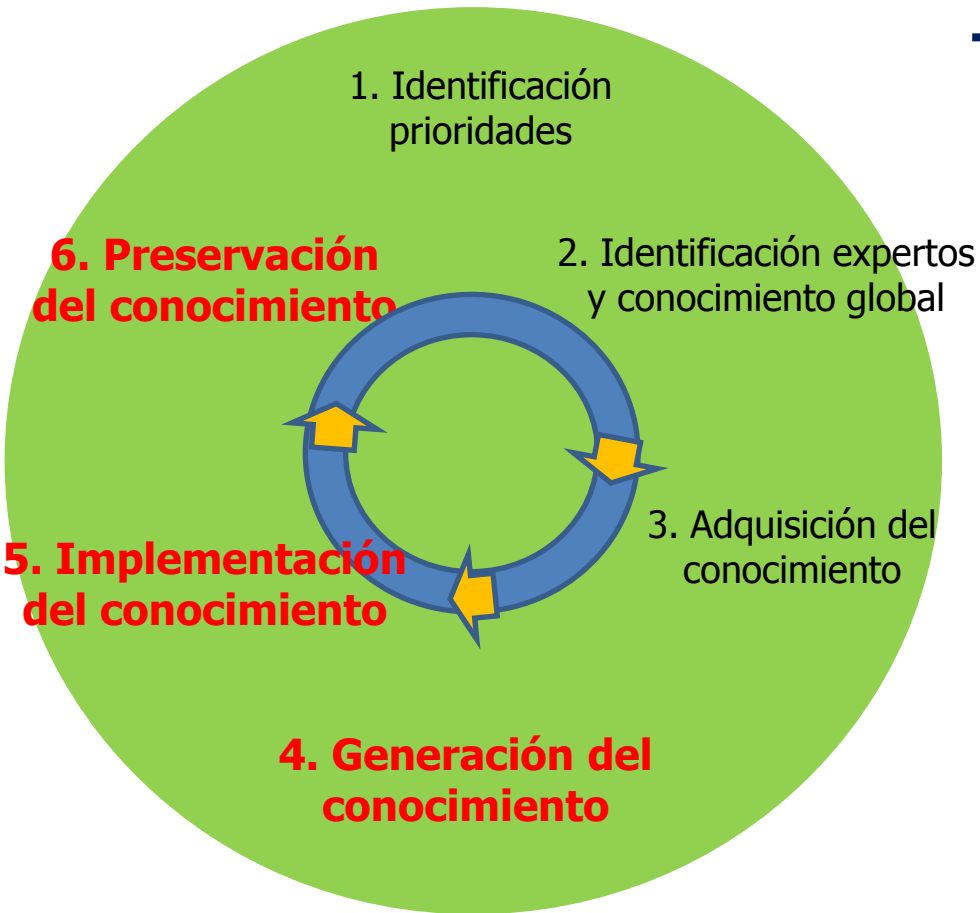 1. Identificación
prioridades
2. Identificación expertos
y conocimiento global
3. Adquisición del
conocimiento
4. Generación del
conocimiento
5. Implementación
del conocimiento
6. Preservación
del conocimiento